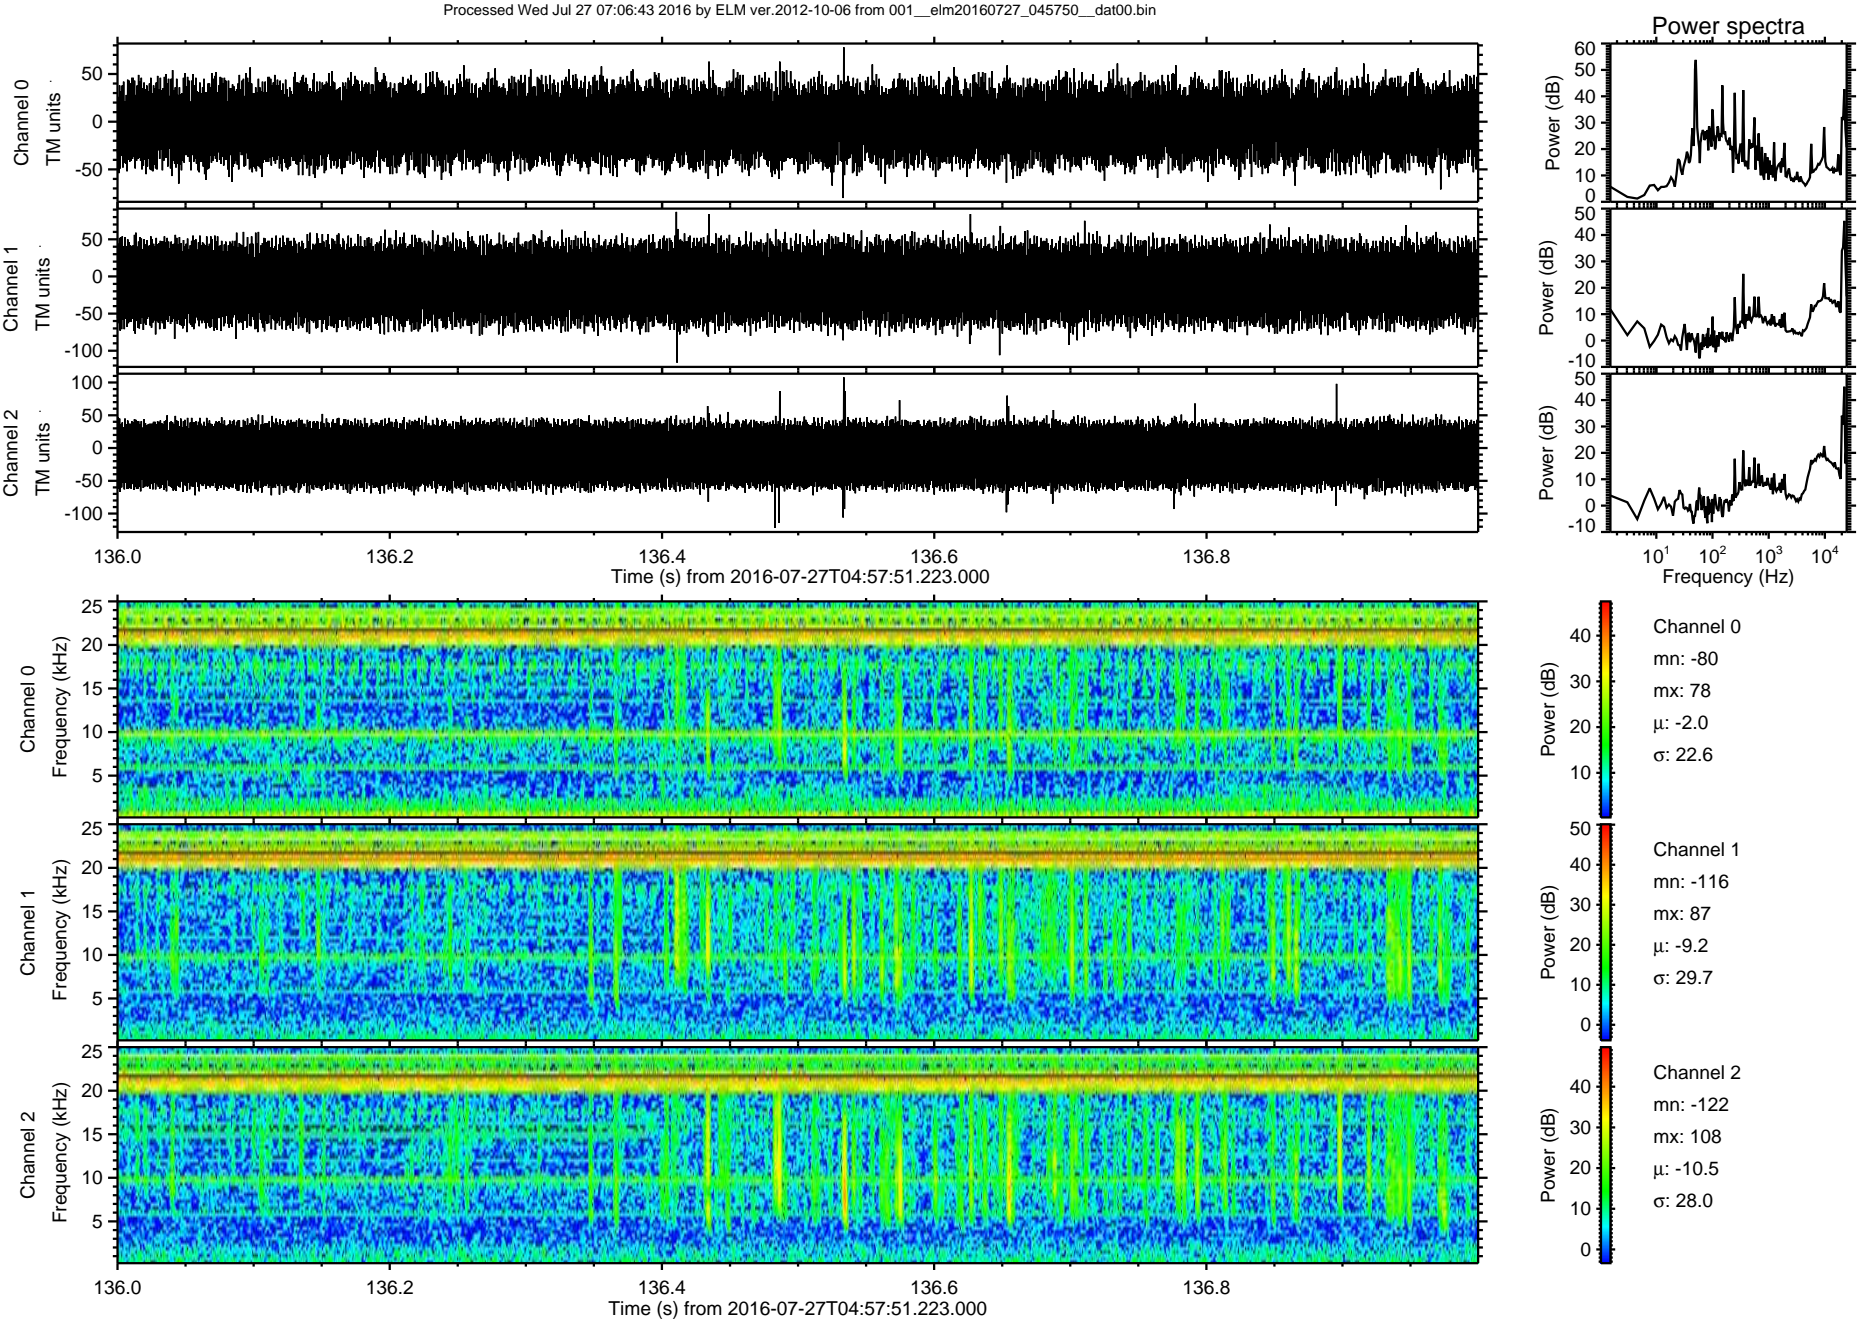 Processed Wed Jul 27 07:06:43 2016 by ELM ver.2012-10-06 from 001__elm20160727_045750__dat00.bin
Power spectra
Channel 0
TM units
50
0
-50
Power (dB)
60
50
40
30
20
10
0
Channel 1
TM units
50
0
-50
-100
Power (dB)
50
40
30
20
10
0
-10
Channel 2
TM units
100
50
0
-50
-100
Power (dB)
50
40
30
20
10
0
-10
136.0 136.2 136.4 136.6 136.8
Time (s) from 2016-07-27T04:57:51.223.000
10¹ 10² 10³ 10⁴
Frequency (Hz)
Channel 0
Frequency (kHz)
25
20
15
10
5
Power (dB)
40
30
20
10
Channel 0
mn: -80
mx: 78
µ: -2.0
σ: 22.6
Channel 1
Frequency (kHz)
25
20
15
10
5
Power (dB)
50
40
30
20
10
0
Channel 1
mn: -116
mx: 87
µ: -9.2
σ: 29.7
Channel 2
Frequency (kHz)
25
20
15
10
5
Power (dB)
40
30
20
10
0
Channel 2
mn: -122
mx: 108
µ: -10.5
σ: 28.0
136.0 136.2 136.4 136.6 136.8
Time (s) from 2016-07-27T04:57:51.223.000